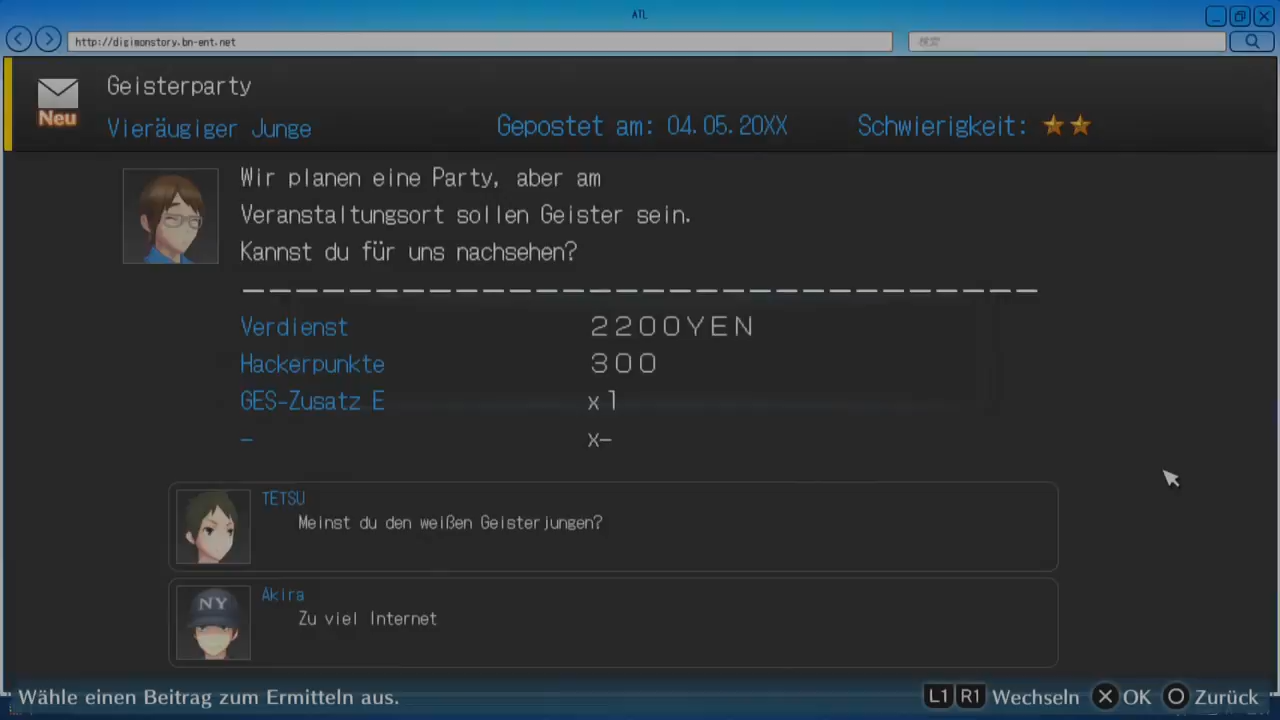 ATL
http://digimonstory.bn-ent.net
検索
Geisterparty
Neu
Vieräugiger Junge
Gepostet am: 04.05.20XX
Schwierigkeit: ★★
Wir planen eine Party, aber am
Veranstaltungsort sollen Geister sein.
Kannst du für uns nachsehen?
Verdienst 2200YEN
Hackerpunkte 300
GES-Zusatz E x1
- x-
TETSU
Meinst du den weißen Geisterjungen?
NY
Akira
Zu viel Internet
Wähle einen Beitrag zum Ermitteln aus.
L1 R1 Wechseln OK Zurück